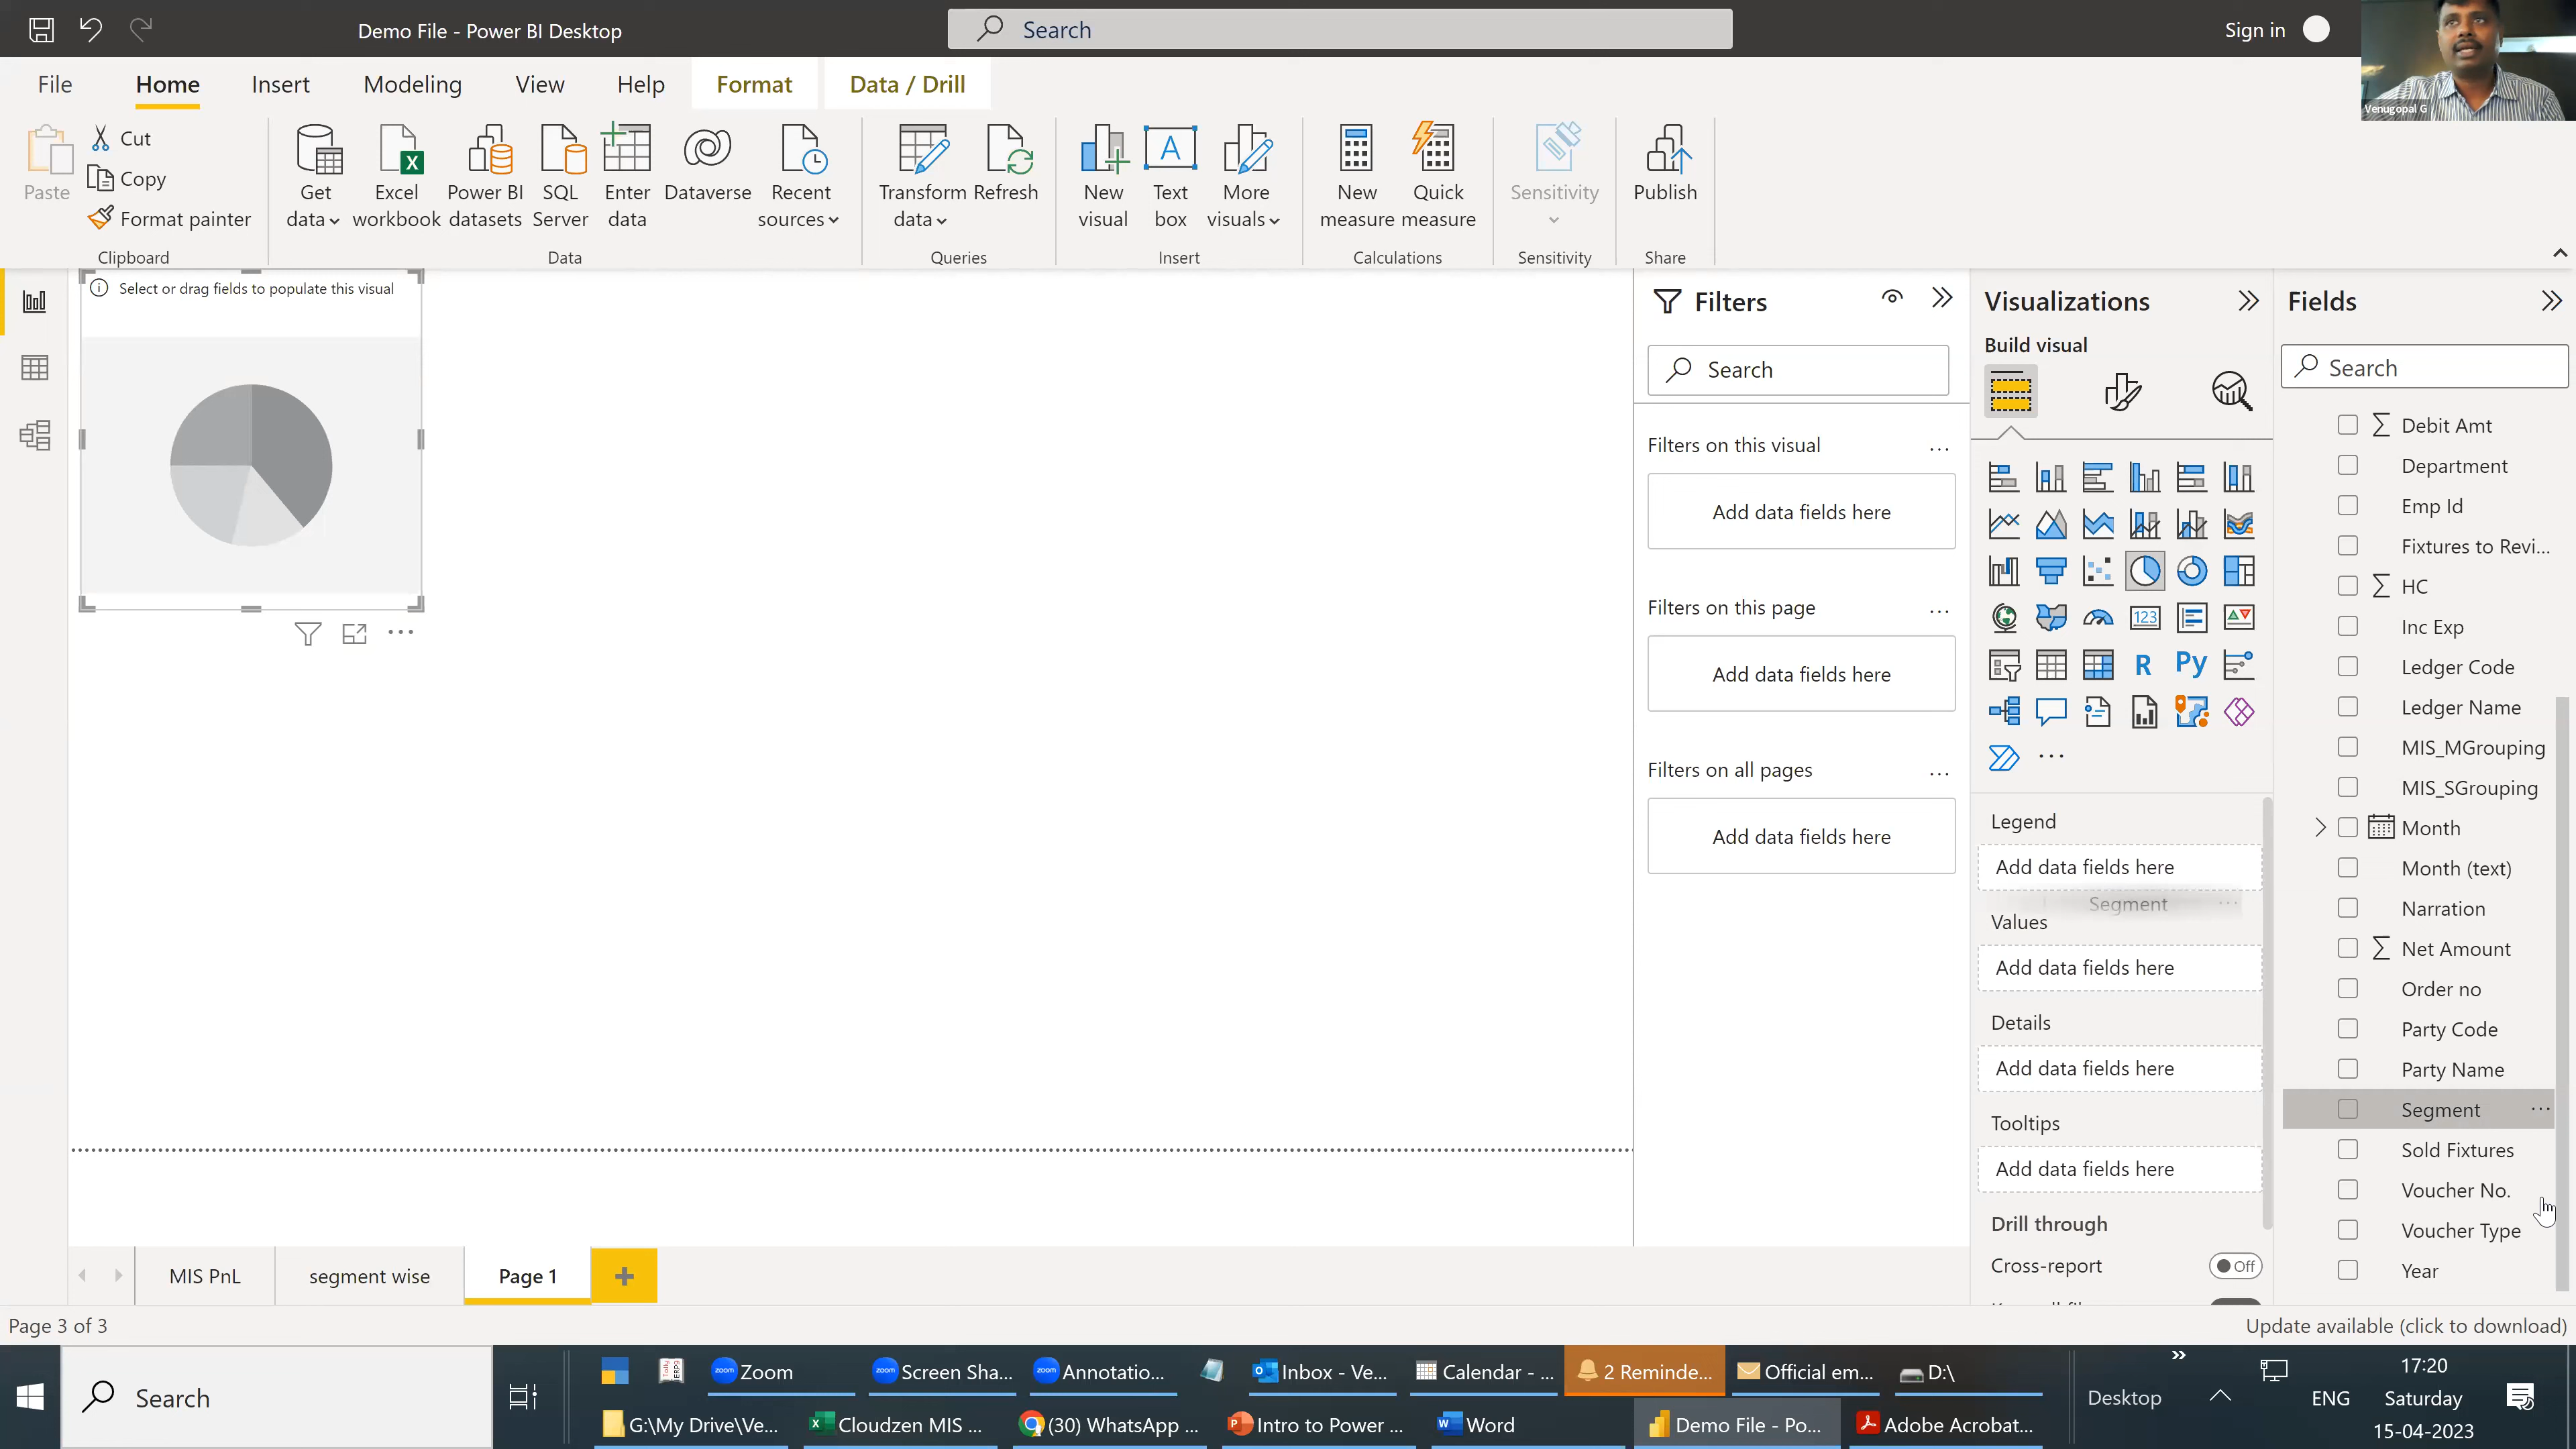 Demo File - Power BI Desktop
Search
Sign in
Venugopal G
File
Home
Insert
Modeling
View
Help
Format
Data / Drill
Paste
Cut
Copy
Format painter
Clipboard
Get data
Excel workbook
Power BI datasets
SQL Server
Enter data
Dataverse
Recent sources
Data
Transform data
Refresh
Queries
New visual
A
Text box
More visuals
Insert
New measure
Quick measure
Calculations
Sensitivity
Sensitivity
Publish
Share
Select or drag fields to populate this visual
Filters
Search
Filters on this visual
...
Add data fields here
Filters on this page
...
Add data fields here
Filters on all pages
...
Add data fields here
Visualizations
Build visual
123
R
Py
...
Legend
Add data fields here
Segment
Values
Add data fields here
Details
Add data fields here
Tooltips
Add data fields here
Drill through
Cross-report
Off
Fields
Search
Σ Debit Amt
Department
Emp Id
Fixtures to Revi...
Σ HC
Inc Exp
Ledger Code
Ledger Name
MIS_MGrouping
MIS_SGrouping
Month
Month (text)
Narration
Σ Net Amount
Order no
Party Code
Party Name
Segment ...
Sold Fixtures
Voucher No.
Voucher Type
Year
MIS PnL
segment wise
Page 1
Page 3 of 3
Update available (click to download)
Search
zoom Zoom
zoom Screen Sha...
zoom Annotatio...
Inbox - Ve...
Calendar - ...
2 Reminde...
Official em...
D:\
G:\My Drive\Ve...
Cloudzen MIS ...
(30) WhatsApp ...
Intro to Power ...
Word
Demo File - Po...
Adobe Acrobat...
Desktop
ENG
17:20
Saturday
15-04-2023